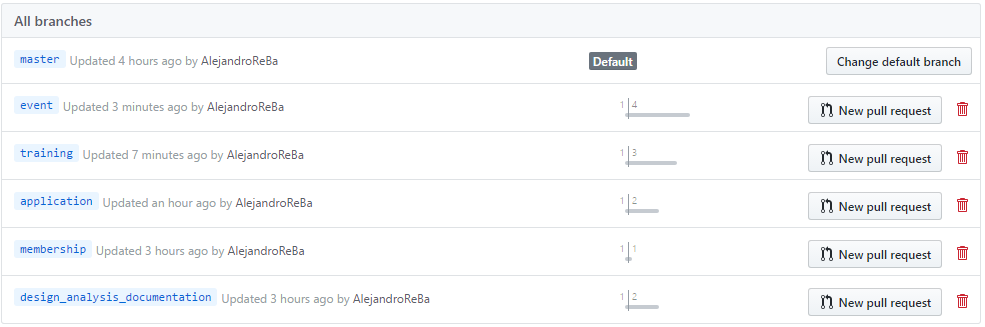 All branches
master Updated 4 hours ago by AlejandroReBa Default Change default branch
event Updated 3 minutes ago by AlejandroReBa 1 4 New pull request
training Updated 7 minutes ago by AlejandroReBa 1 3 New pull request
application Updated an hour ago by AlejandroReBa 1 2 New pull request
membership Updated 3 hours ago by AlejandroReBa 1 1 New pull request
design_analysis_documentation Updated 3 hours ago by AlejandroReBa 1 2 New pull request